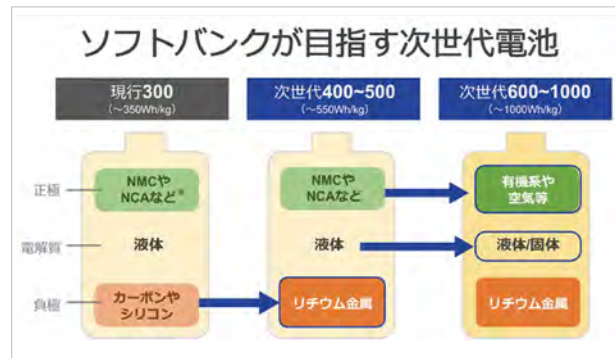 ソフトバンクが目指す次世代電池
現行300
(～350Wh/kg)
次世代400~500
(～550Wh/kg)
次世代600~1000
(～1000Wh/kg)
正極
NMCや
NCAなど※
NMCや
NCAなど
有機系や
空気等
電解質
液体
液体
液体/固体
負極
カーボンや
シリコン
リチウム金属
リチウム金属